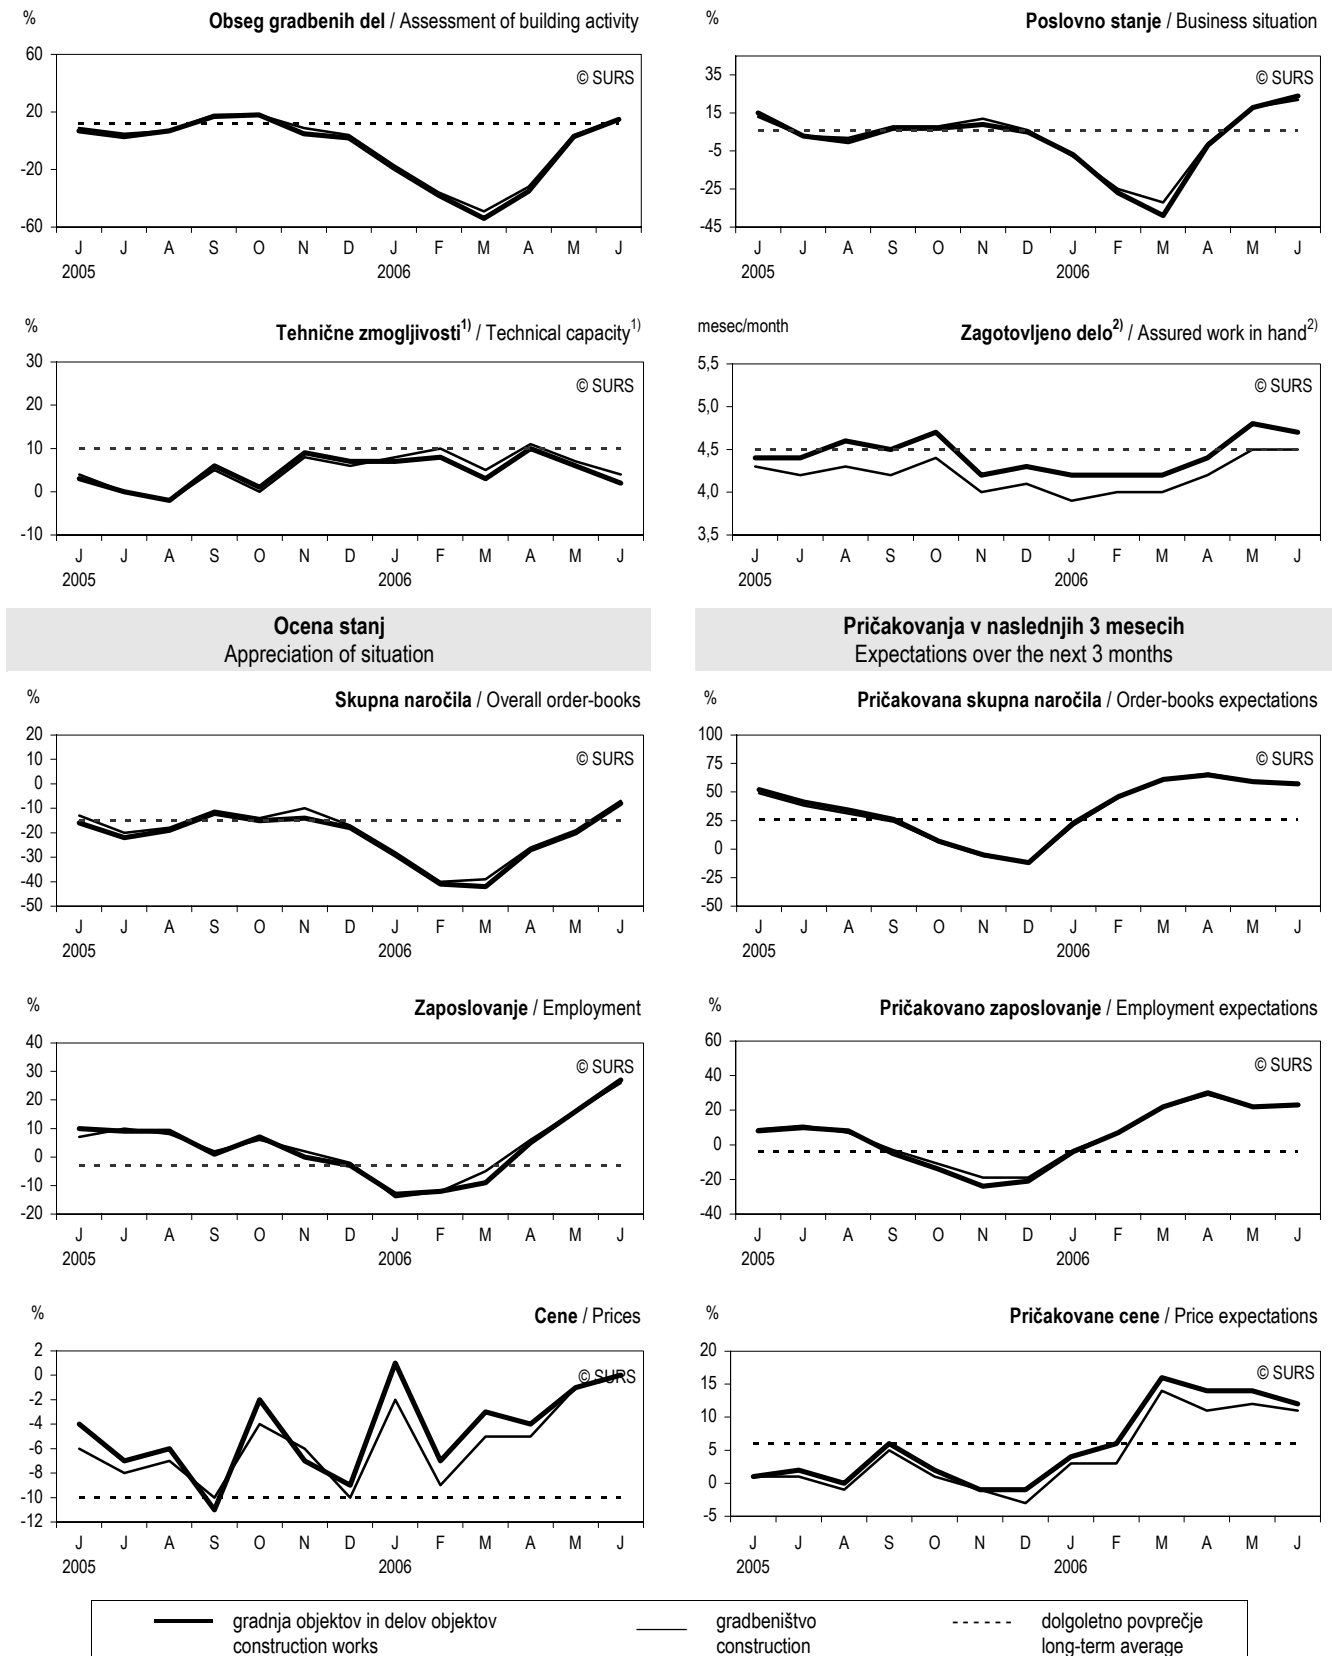 % Obseg gradbenih del / Assessment of building activity
© SURS
60
20
-20
-60
J J A S O N D J F M A M J
2005 2006
% Poslovno stanje / Business situation
© SURS
35
15
-5
-25
-45
J J A S O N D J F M A M J
2005 2006
% Tehnične zmogljivosti1) / Technical capacity1)
© SURS
30
20
10
0
-10
J J A S O N D J F M A M J
2005 2006
mesec/month Zagotovljeno delo2) / Assured work in hand2)
© SURS
5,5
5,0
4,5
4,0
3,5
J J A S O N D J F M A M J
2005 2006
Ocena stanj
Appreciation of situation
Pričakovanja v naslednjih 3 mesecih
Expectations over the next 3 months
% Skupna naročila / Overall order-books
© SURS
20
10
0
-10
-20
-30
-40
-50
J J A S O N D J F M A M J
2005 2006
% Pričakovana skupna naročila / Order-books expectations
© SURS
100
75
50
25
0
-25
-50
J J A S O N D J F M A M J
2005 2006
% Zaposlovanje / Employment
© SURS
40
30
20
10
0
-10
-20
J J A S O N D J F M A M J
2005 2006
% Pričakovano zaposlovanje / Employment expectations
© SURS
60
40
20
0
-20
-40
J J A S O N D J F M A M J
2005 2006
% Cene / Prices
© SURS
2
0
-2
-4
-6
-8
-10
-12
J J A S O N D J F M A M J
2005 2006
% Pričakovane cene / Price expectations
© SURS
20
15
10
5
0
-5
J J A S O N D J F M A M J
2005 2006
gradnja objektov in delov objektov
construction works
gradbeništvo
construction
dolgoletno povprečje
long-term average